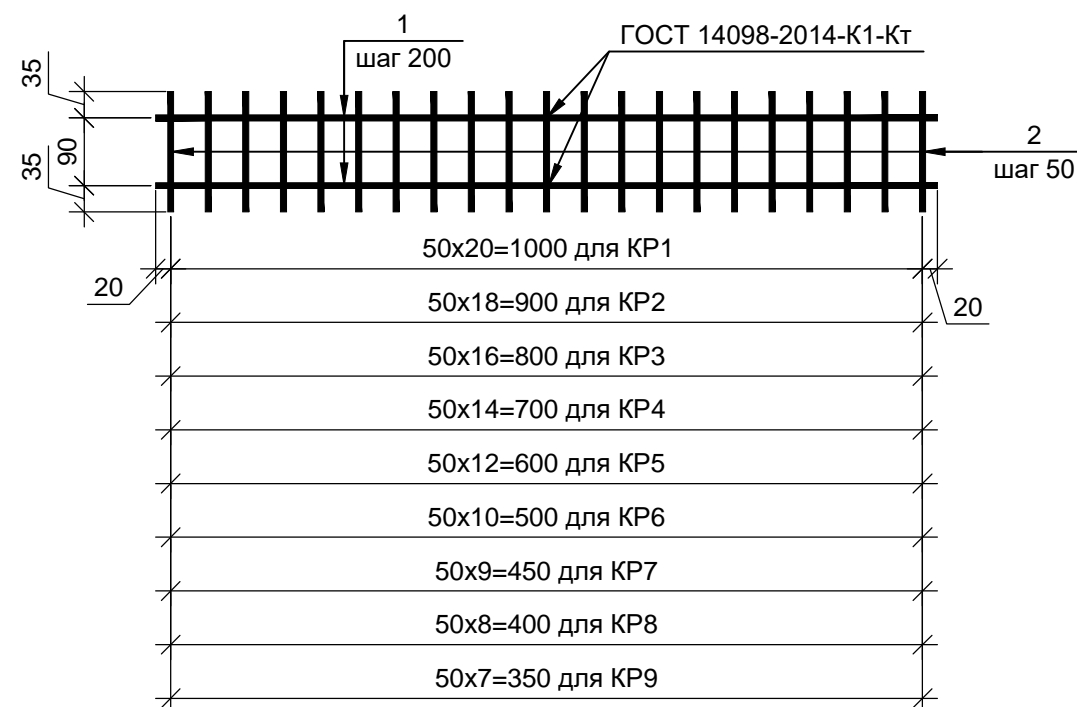 1
шаг 200
ГОСТ 14098-2014-К1-Кт
35
90
35
2
шаг 50
50х20=1000 для КР1
20
20
50х18=900 для КР2
50х16=800 для КР3
50х14=700 для КР4
50х12=600 для КР5
50х10=500 для КР6
50х9=450 для КР7
50х8=400 для КР8
50х7=350 для КР9